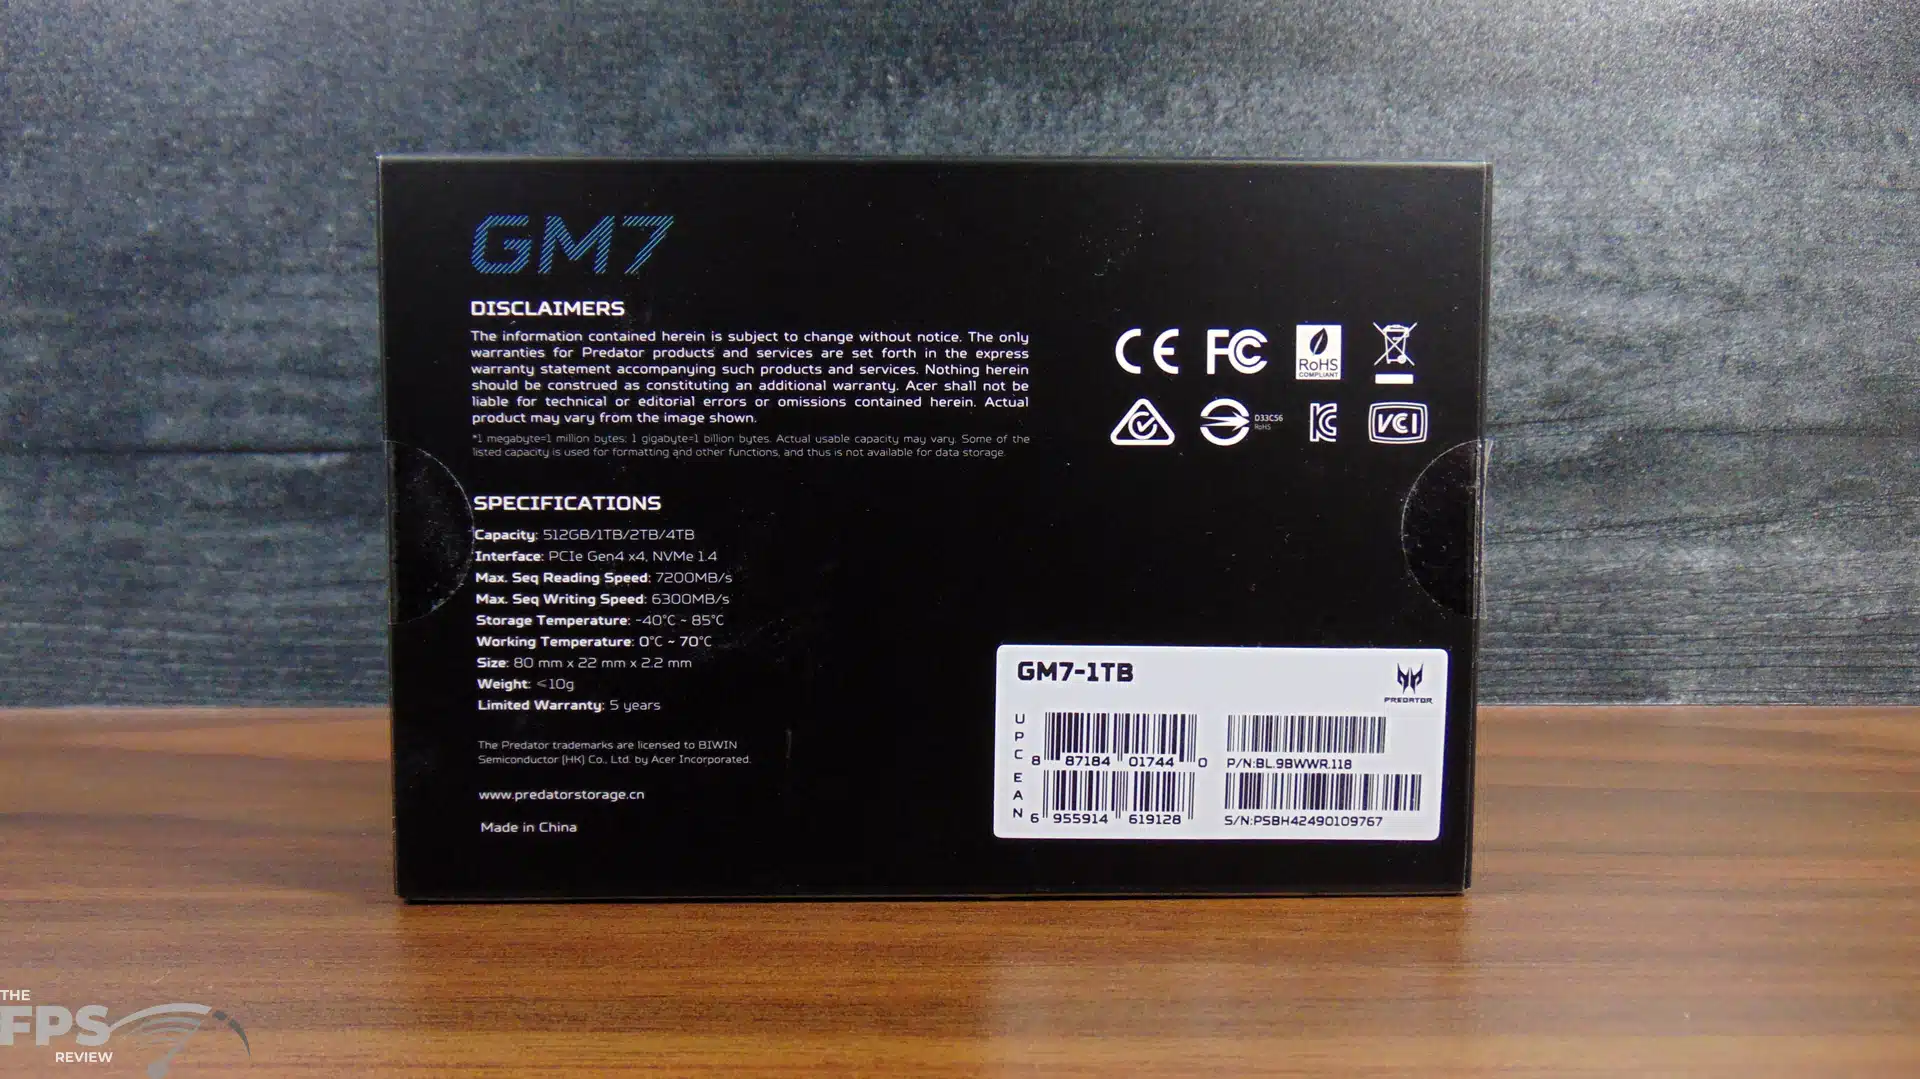 GM7
DISCLAIMERS
The information contained herein is subject to change without notice. The only
warranties for Predator products and services are set forth in the express
warranty statement accompanying such products and services. Nothing herein
should be construed as constituting an additional warranty. Acer shall not be
liable for technical or editorial errors or omissions contained herein. Actual
product may vary from the image shown.
*1 megabyte=1 million bytes; 1 gigabyte=1 billion bytes. Actual usable capacity may vary. Some of the
listed capacity is used for formatting and other functions, and thus is not available for data storage.
CE FC RoHS
COMPLIANT
D33C56
RoHS
VCCI
SPECIFICATIONS
Capacity: 512GB/1TB/2TB/4TB
Interface: PCIe Gen4 x4, NVMe 1.4
Max. Seq Reading Speed: 7200MB/s
Max. Seq Writing Speed: 6300MB/s
Storage Temperature: -40°C ~ 85°C
Working Temperature: 0°C ~ 70°C
Size: 80 mm x 22 mm x 2.2 mm
Weight: <10g
Limited Warranty: 5 years
The Predator trademarks are licensed to BIWIN
Semiconductor (HK) Co., Ltd. by Acer Incorporated.
www.predatorstorage.cn
Made in China
GM7-1TB
PREDATOR
UPC
8 87184 01744 0
P/N:BL.9BWWR.118
EAN
6 955914 619128
S/N:PSBH42490109767
THE
FPS
REVIEW